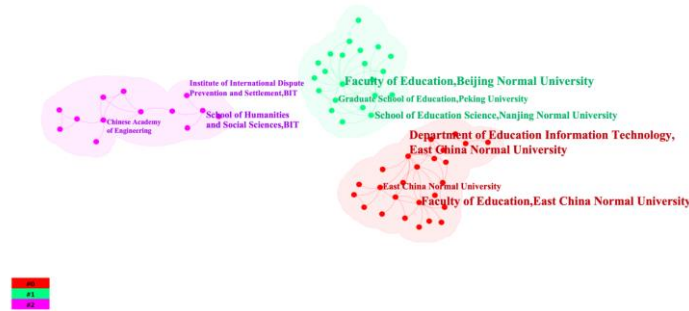 Institute of International Dispute
Prevention and Settlement,BIT
School of Humanities
and Social Sciences,BIT
Chinese Academy
of Engineering
Faculty of Education,Beijing Normal University
Graduate School of Education,Peking University
School of Education Science,Nanjing Normal University
Department of Education Information Technology,
East China Normal University
East China Normal University
Faculty of Education,East China Normal University
#0
#1
#2